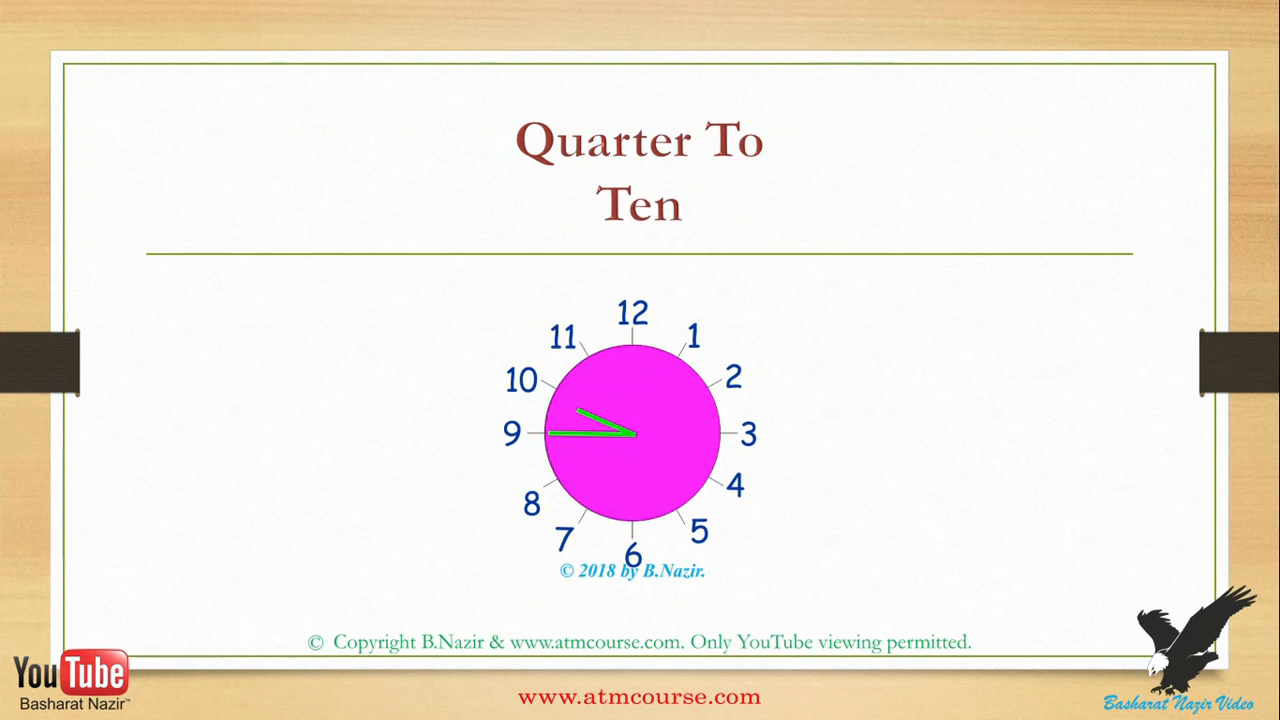 Quarter To
Ten
12
11
1
10
2
9
3
8
4
7
5
6
© 2018 by B.Nazir.
© Copyright B.Nazir & www.atmcourse.com. Only YouTube viewing permitted.
YouTube
Basharat Nazir™
www.atmcourse.com
Basharat Nazir Video